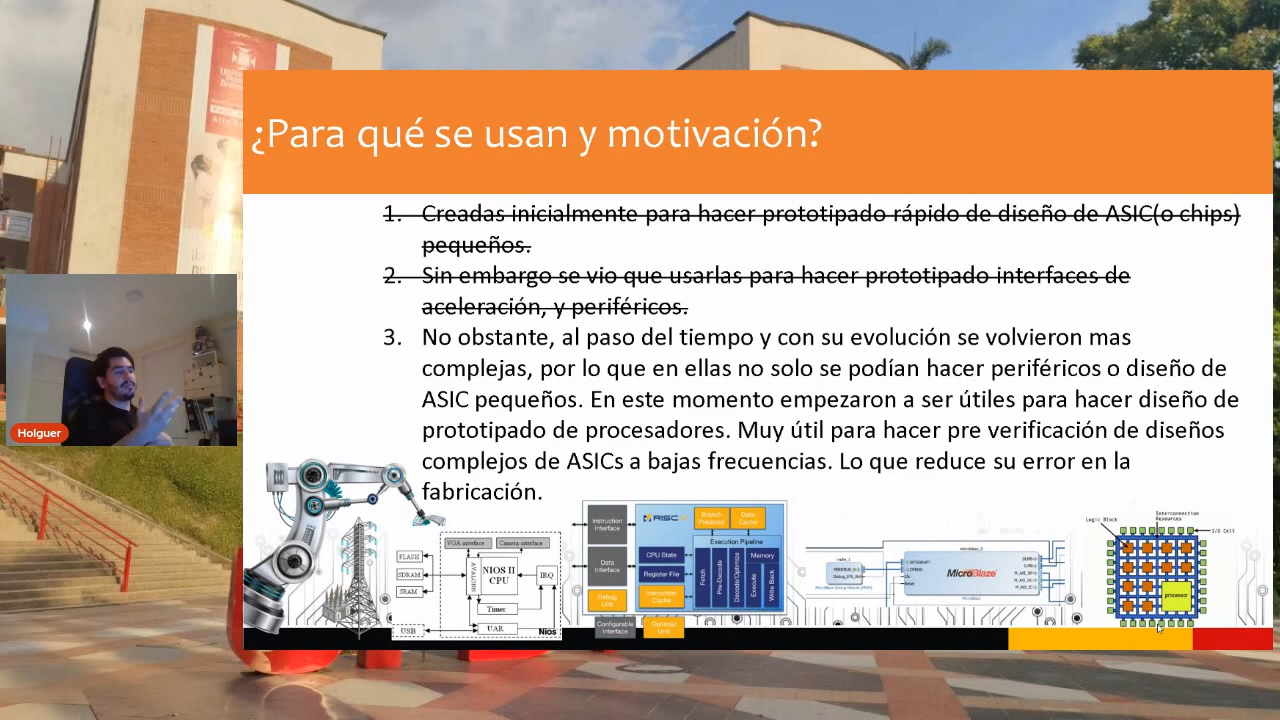 ¿Para qué se usan y motivación?
1. Creadas inicialmente para hacer prototipado rápido de diseño de ASIC(o chips)
pequeños.
2. Sin embargo se vio que usarlas para hacer prototipado interfaces de
aceleración, y periféricos.
3. No obstante, al paso del tiempo y con su evolución se volvieron mas
complejas, por lo que en ellas no solo se podían hacer periféricos o diseño de
ASIC pequeños. En este momento empezaron a ser útiles para hacer diseño de
prototipado de procesadores. Muy útil para hacer pre verificación de diseños
complejos de ASICs a bajas frecuencias. Lo que reduce su error en la
fabricación.
Holguer
FLASH
SDRAM
SRAM
USB
VGA interface
Camera interface
NIOS II
CPU
IRQ
Timer
UAR
Nios
Instruction
Interface
Data
Interface
Debug
Unit
Configurable
Interface
Optional
Unit
RISC
Branch
Predictor
Data
Cache
Execution Pipeline
CPU State
Register File
Instruction
Cache
Fetch
Pre-Decode
Decode/Optimize
Execute
Memory
Write Back
microblaze_0
MicroBlaze
MicroBlaze
Logic Block
Interconnection
Resources
I/O Cell
processor